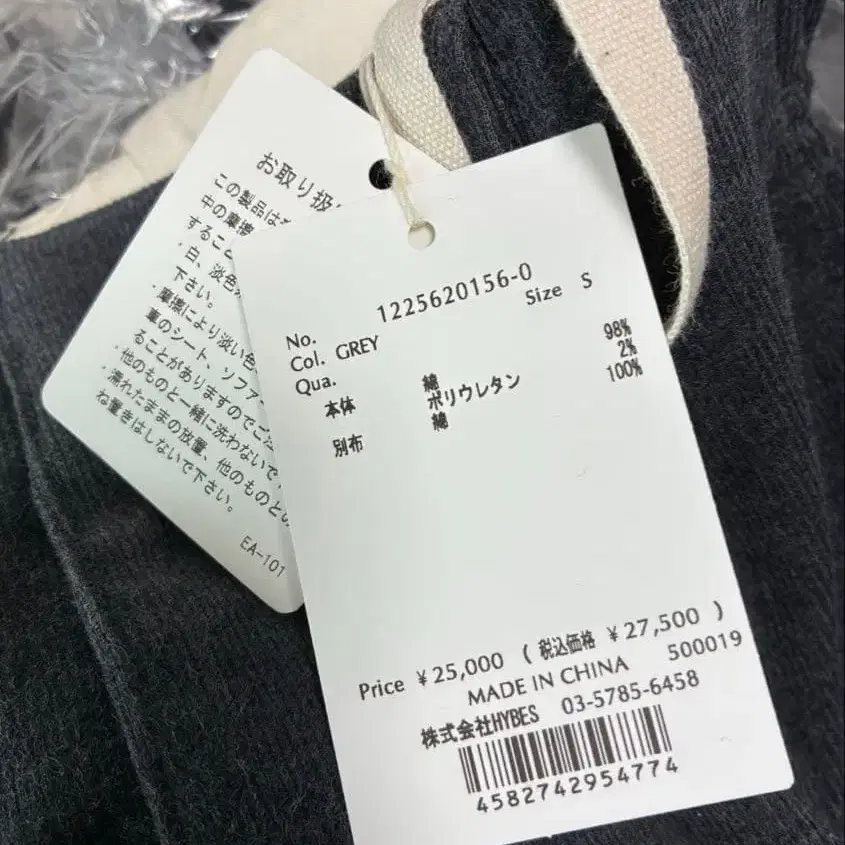 お取り扱
この製品は
中の摩擦
すること
・白、淡色
下さい。
・摩擦により淡い色
車のシート、ソファ
ることがありますのでご注
・他のものと一緒に洗わないで
・濡れたままの放置、他のものとの
ね置きはしないで下さい。
EA-101
No. 1225620156-0
Col. GREY Size S
Qua.
本体 綿 98%
ポリウレタン 2%
別布 綿 100%
Price ¥25,000 ( 税込価格 ¥27,500 )
MADE IN CHINA 500019
株式会社HYBES 03-5785-6458
4582742954774